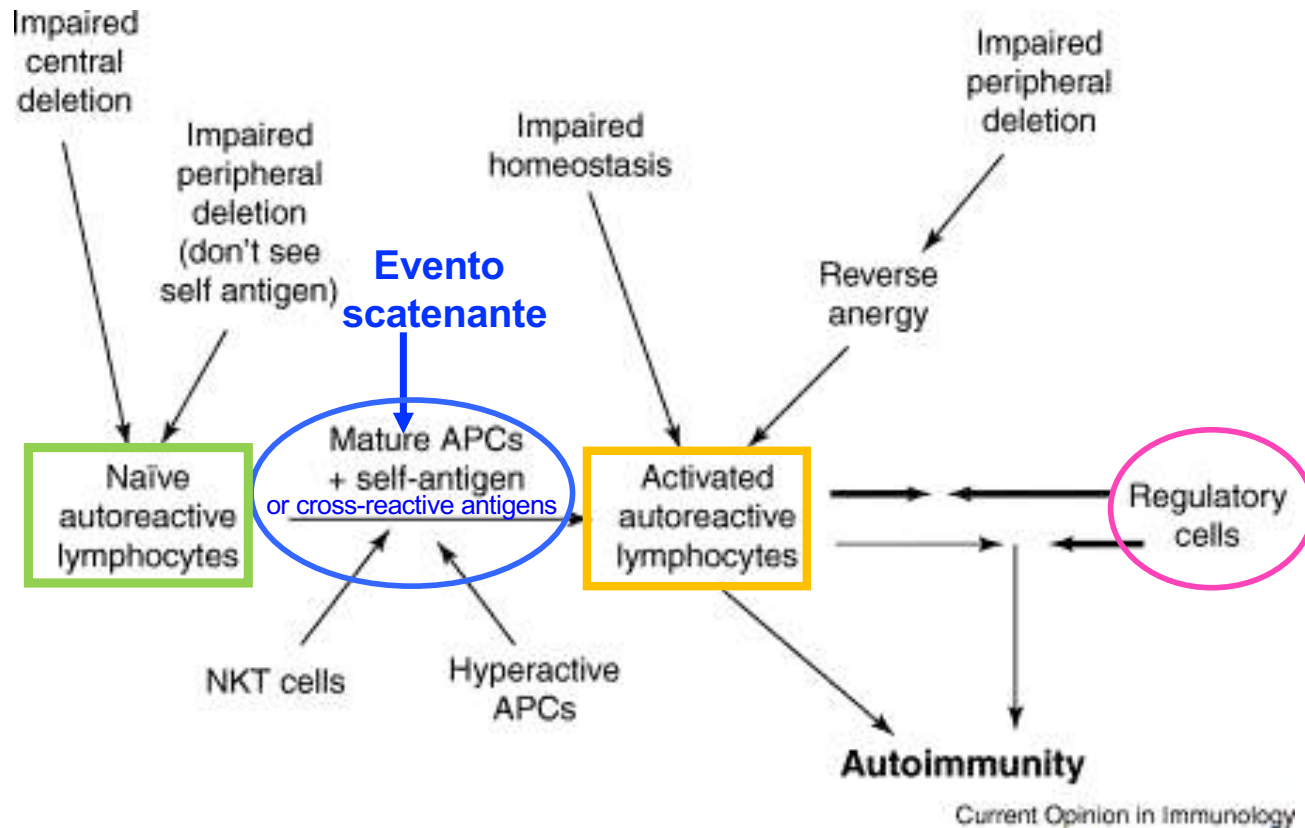 Impaired
central
deletion
Impaired
peripheral
deletion
(don't see
self antigen)
Evento
scatenante
Impaired
homeostasis
Impaired
peripheral
deletion
Reverse
anergy
Naïve
autoreactive
lymphocytes
Mature APCs
+ self-antigen
or cross-reactive antigens
Activated
autoreactive
lymphocytes
Regulatory
cells
NKT cells
Hyperactive
APCs
Autoimmunity
Current Opinion in Immunology